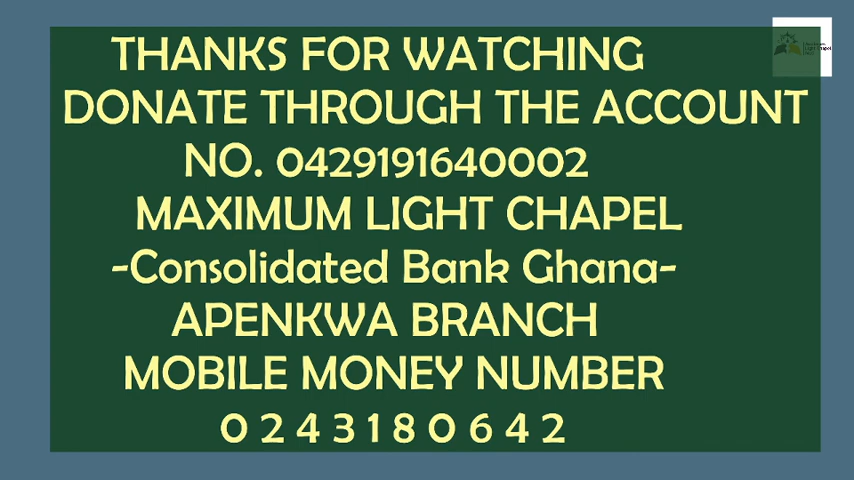 THANKS FOR WATCHING
DONATE THROUGH THE ACCOUNT
NO. 0429191640002
MAXIMUM LIGHT CHAPEL
-Consolidated Bank Ghana-
APENKWA BRANCH
MOBILE MONEY NUMBER
0 2 4 3 1 8 0 6 4 2